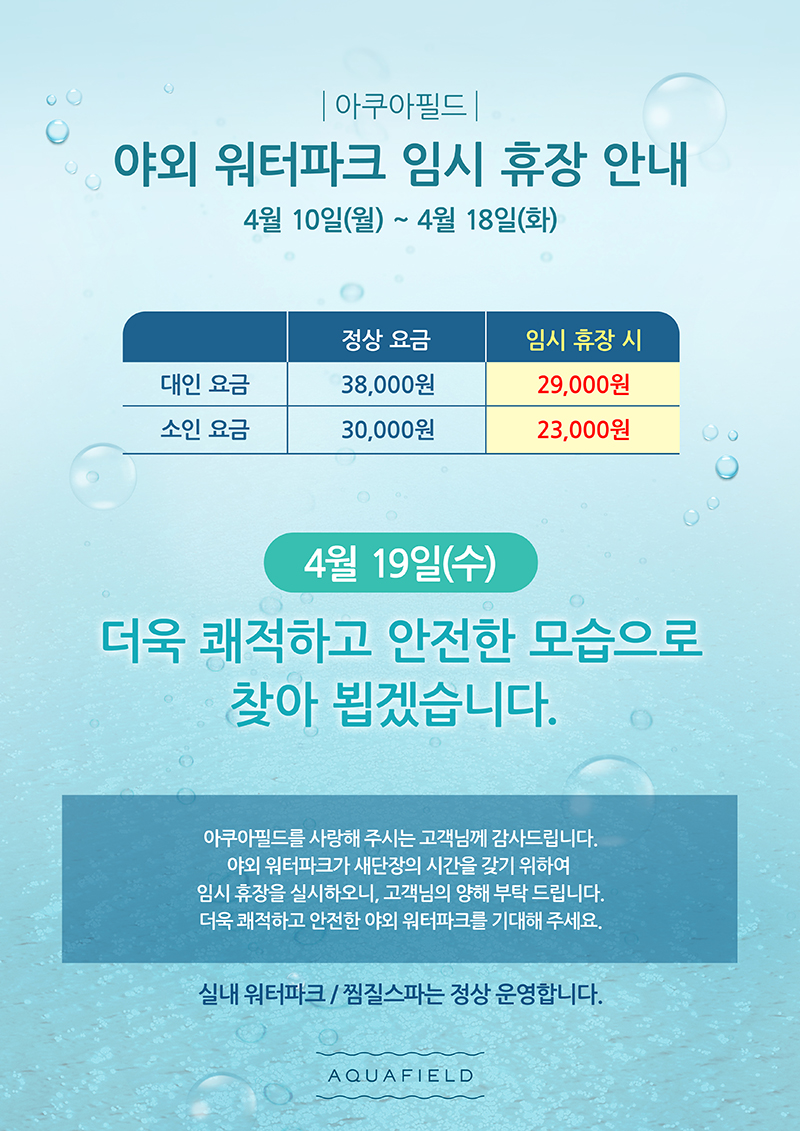 | 아쿠아필드 |
야외 워터파크 임시 휴장 안내
4월 10일(월) ~ 4월 18일(화)
정상 요금 임시 휴장 시
대인 요금 38,000원 29,000원
소인 요금 30,000원 23,000원
4월 19일(수)
더욱 쾌적하고 안전한 모습으로
찾아 뵙겠습니다.
아쿠아필드를 사랑해 주시는 고객님께 감사드립니다.
야외 워터파크가 새단장의 시간을 갖기 위하여
임시 휴장을 실시하오니, 고객님의 양해 부탁 드립니다.
더욱 쾌적하고 안전한 야외 워터파크를 기대해 주세요.
실내 워터파크 / 찜질스파는 정상 운영합니다.
AQUAFIELD